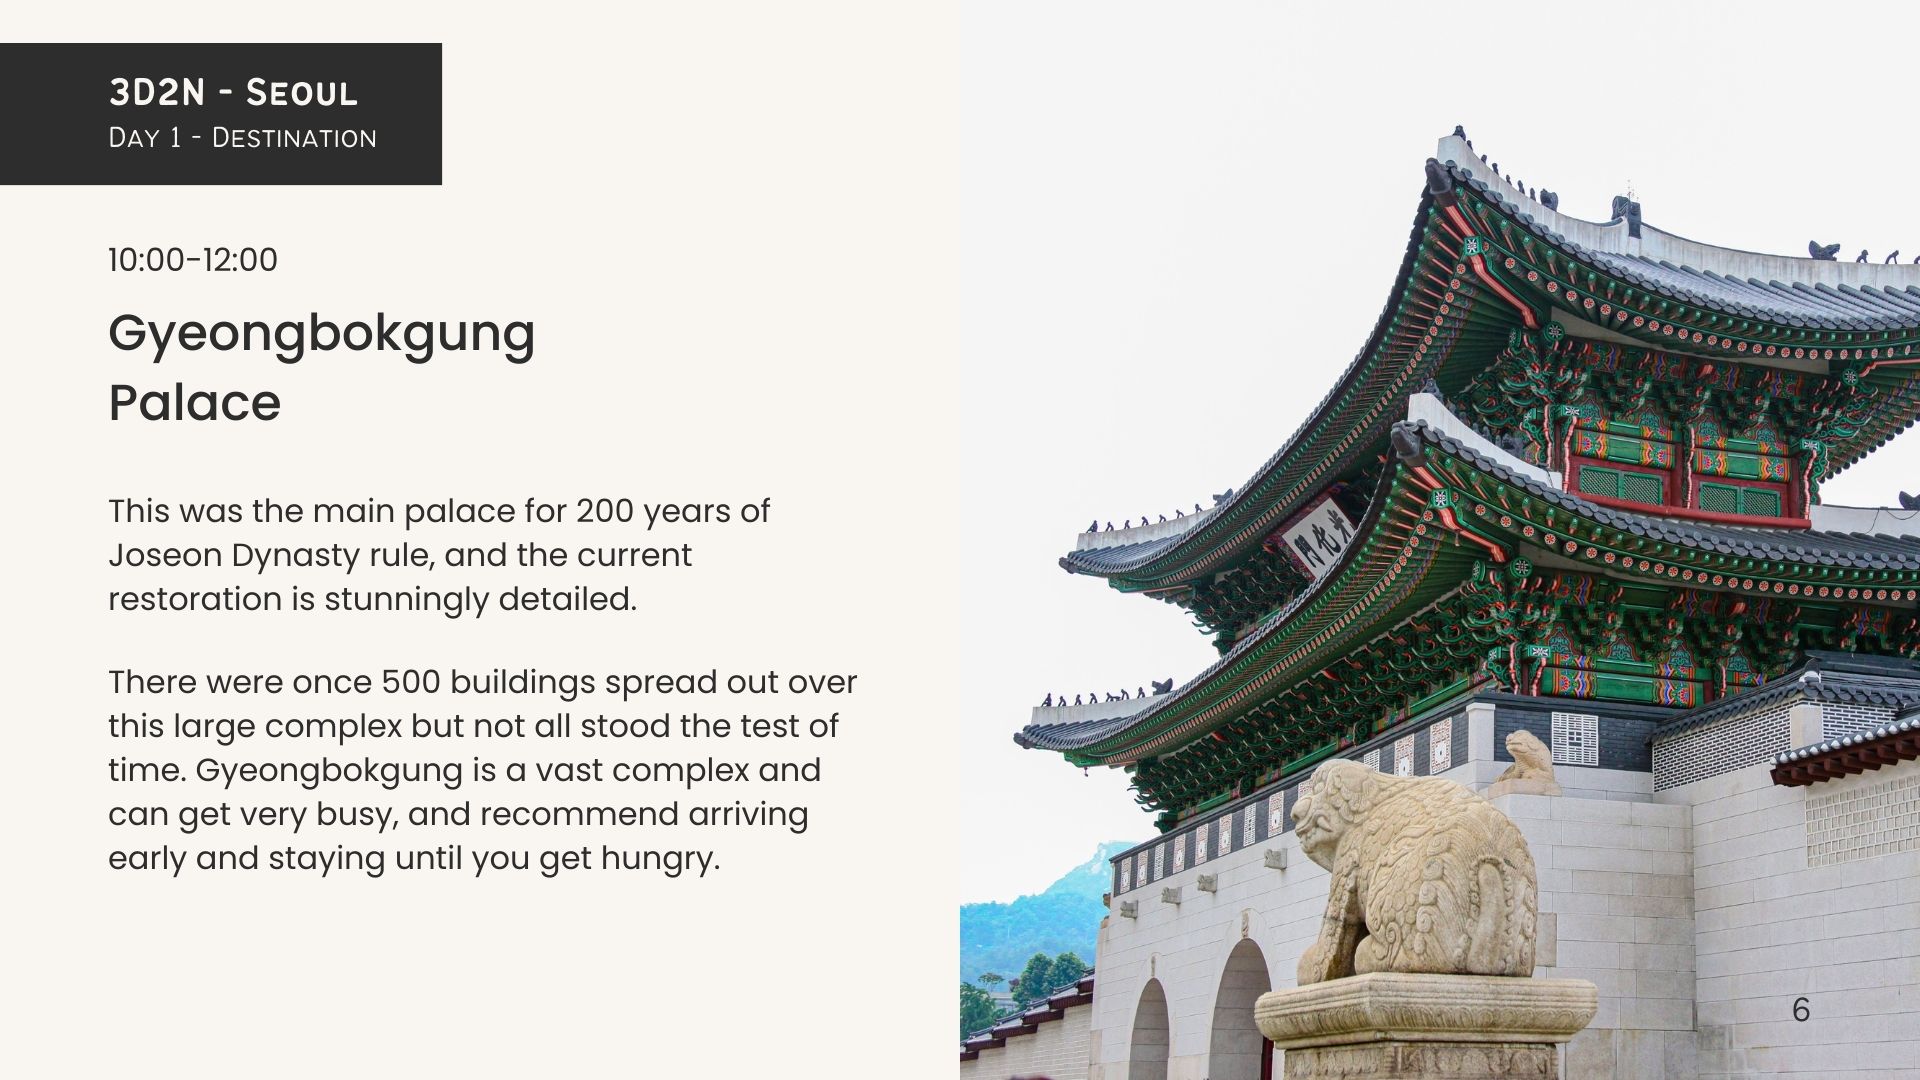 3D2N - Seoul
Day 1 - Destination
10:00-12:00
Gyeongbokgung
Palace
This was the main palace for 200 years of
Joseon Dynasty rule, and the current
restoration is stunningly detailed.
There were once 500 buildings spread out over
this large complex but not all stood the test of
time. Gyeongbokgung is a vast complex and
can get very busy, and recommend arriving
early and staying until you get hungry.
門化光
6